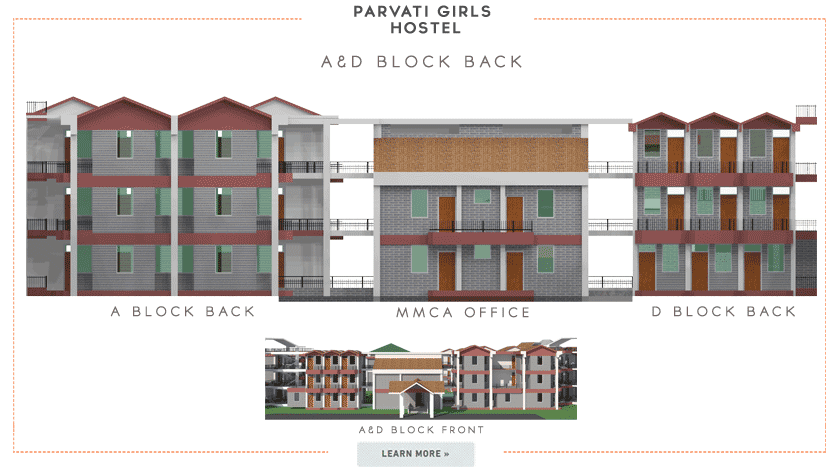 PARVATI GIRLS
HOSTEL
A&D BLOCK BACK
A BLOCK BACK
MMCA OFFICE
D BLOCK BACK
A&D BLOCK FRONT
LEARN MORE »